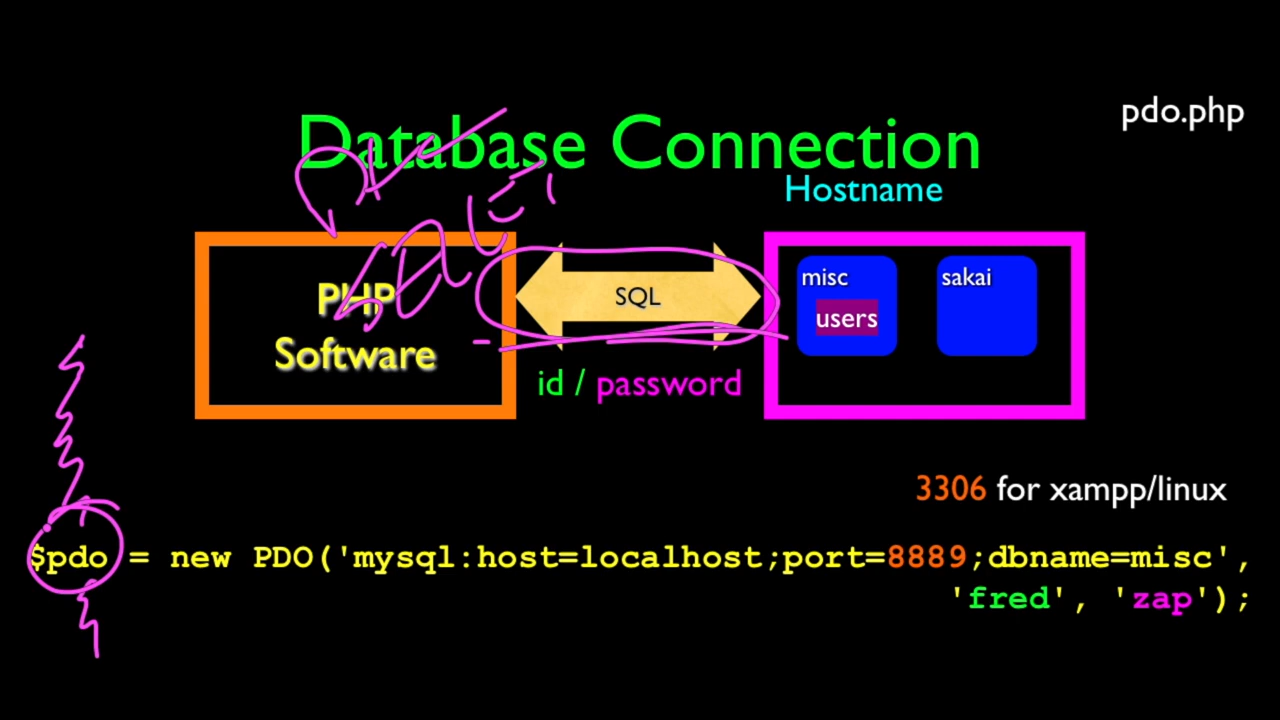 pdo.php
Database Connection
Hostname
PHP
Software
SQL
id / password
misc
users
sakai
3306 for xampp/linux
$pdo = new PDO('mysql:host=localhost;port=8889;dbname=misc',
'fred', 'zap');